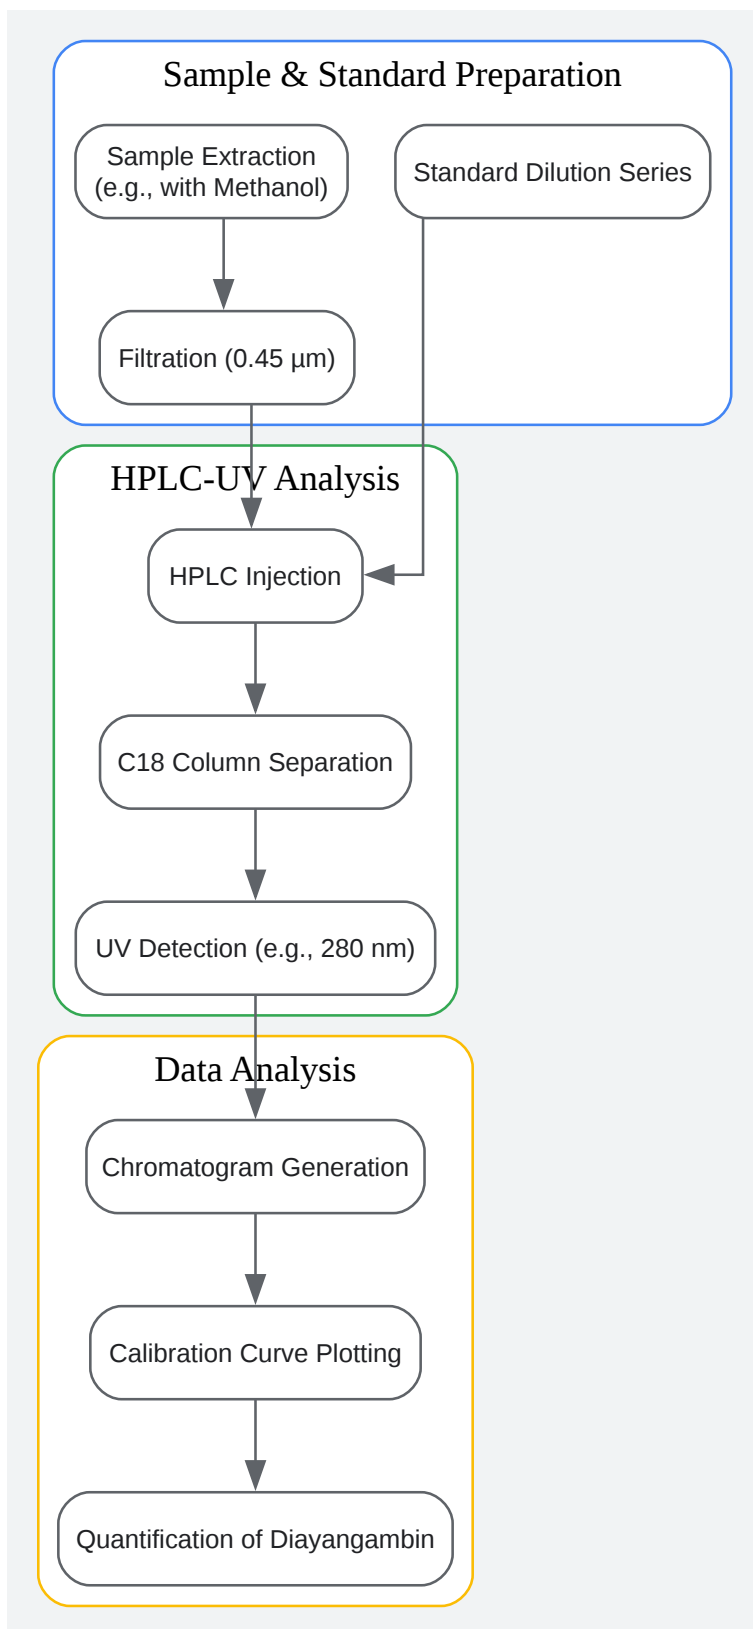 Sample & Standard Preparation
Sample Extraction
(e.g., with Methanol)
Standard Dilution Series
Filtration (0.45 µm)
HPLC-UV Analysis
HPLC Injection
C18 Column Separation
UV Detection (e.g., 280 nm)
Data Analysis
Chromatogram Generation
Calibration Curve Plotting
Quantification of Diayangambin